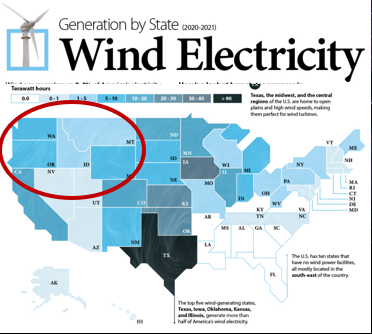 Generation by State (2020-2021)
Wind Electricity
Terawatt hours
0.0
0 - 1
1 - 5
5 - 10
10 - 20
20 - 30
30 - 40
> 90
Texas, the midwest, and the central
regions of the U.S. are home to open
plains and high wind speeds, making
them perfect for wind turbines.
WA
MT
ND
MN
VT
ME
OR
ID
SD
WI
MI
NY
NH
CA
NV
IA
NE
IL
IN
OH
PA
MA
RI
CT
NJ
DE
MD
UT
CO
KS
MO
WV
VA
KY
TN
NC
AZ
NM
OK
AR
MS
AL
GA
SC
LA
TX
FL
AK
HI
The U.S. has ten states that
have no wind power facilities,
all mostly located in the
south-east of the country.
The top five wind-generating states,
Texas, Iowa, Oklahoma, Kansas,
and Illinois, generate more than
half of America's wind electricity.